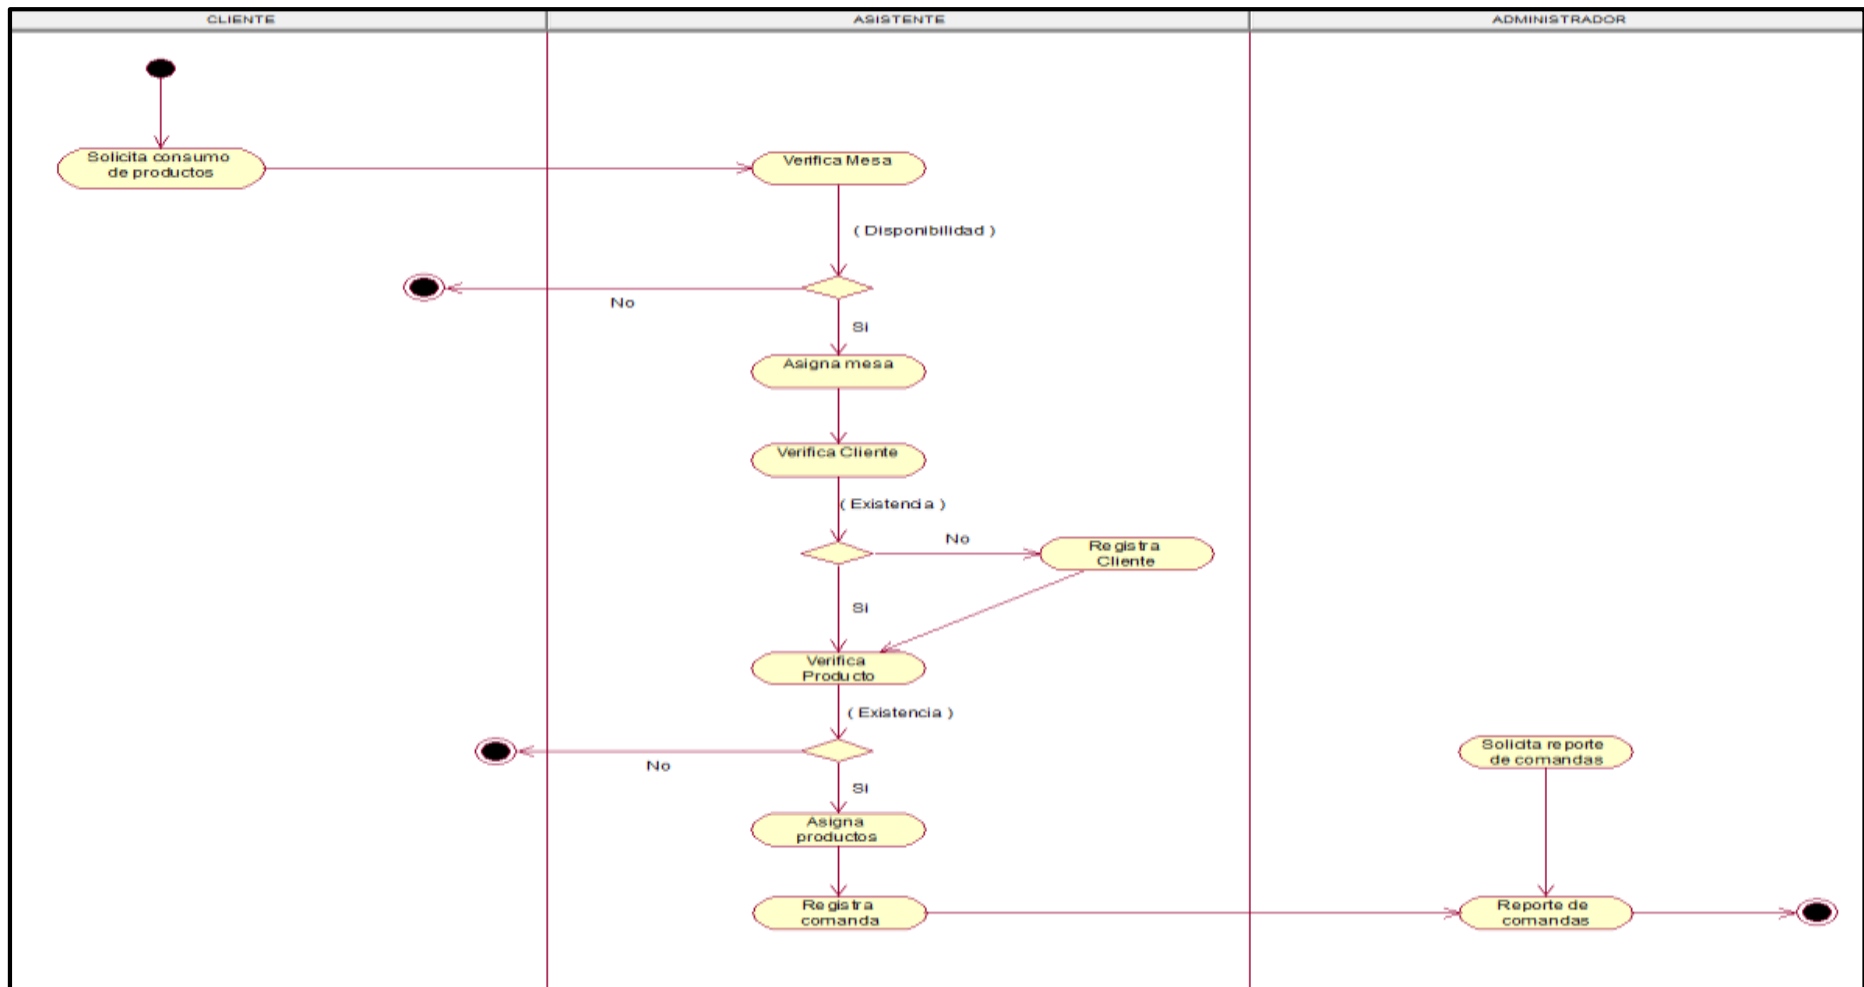 CLIENTE
ASISTENTE
ADMINISTRADOR
Solicita consumo
de productos
Verifica Mesa
( Disponibilidad )
No
Si
Asigna mesa
Verifica Cliente
( Existencia )
No
Registra
Cliente
Si
Verifica
Producto
( Existencia )
No
Si
Solicita reporte
de comandas
Asigna
productos
Registra
comanda
Reporte de
comandas